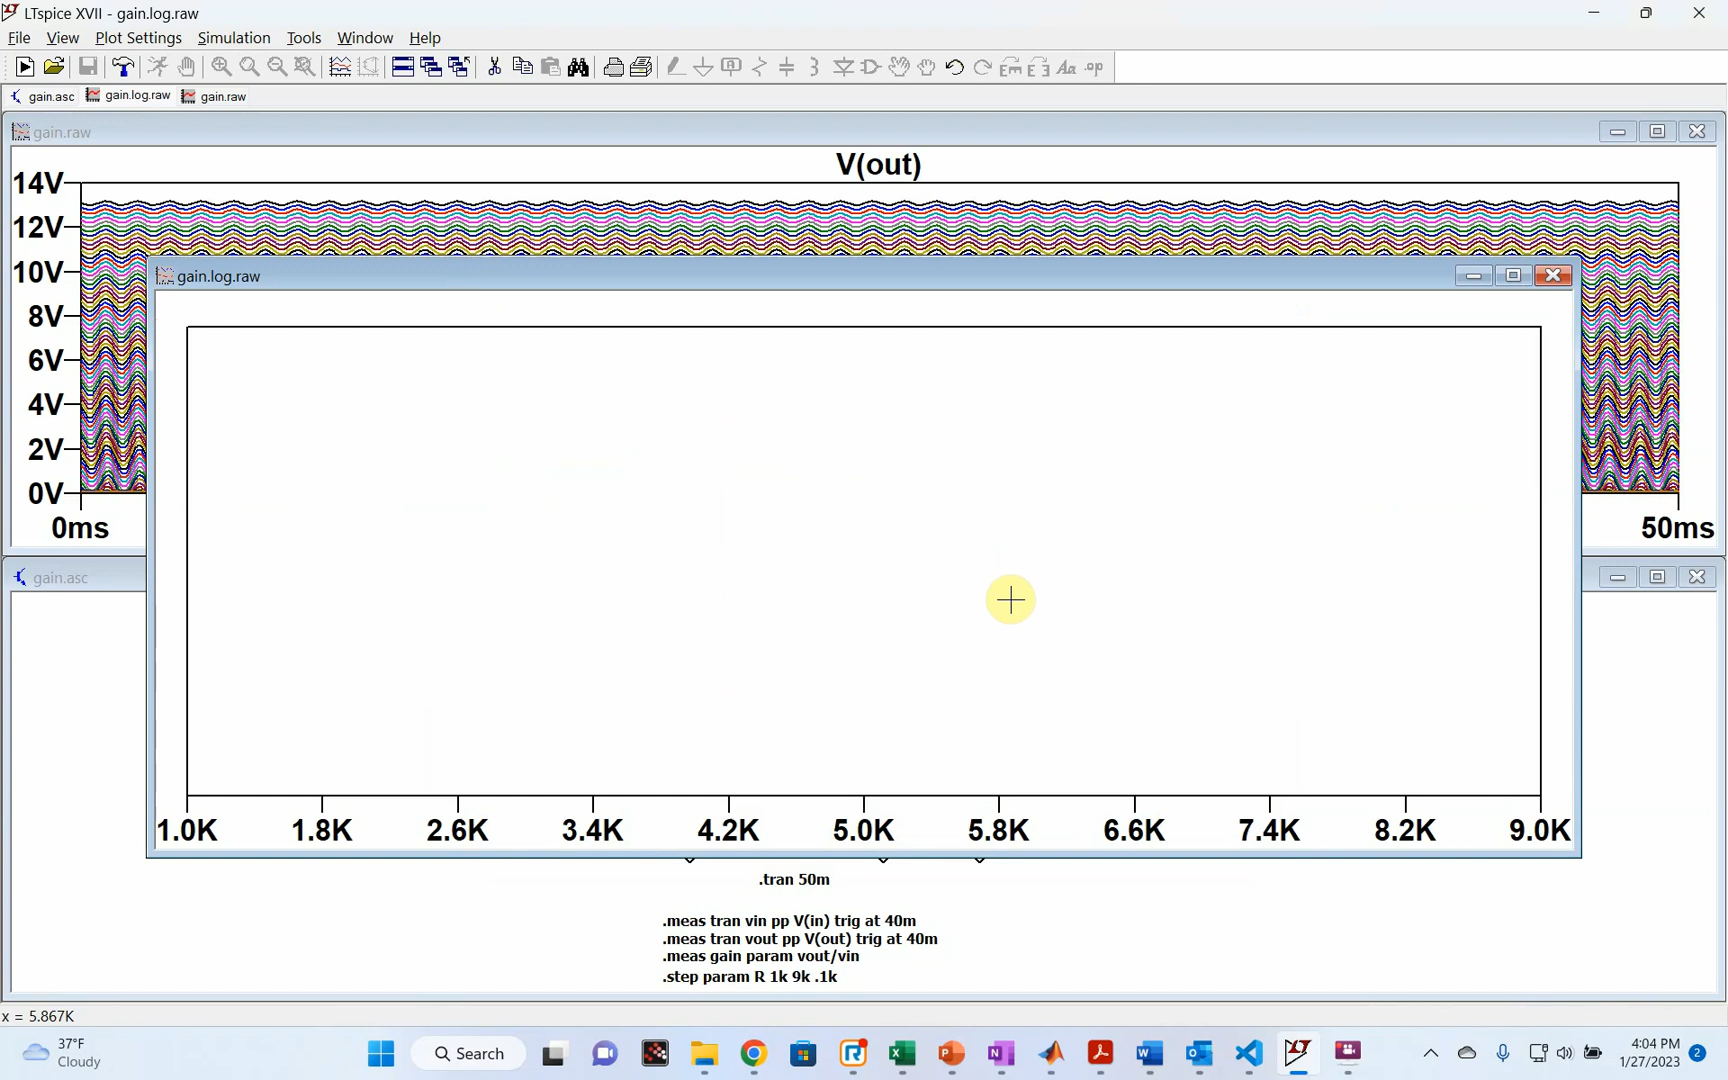 LTspice XVII - gain.log.raw
File View Plot Settings Simulation Tools Window Help
gain.asc gain.log.raw gain.raw
gain.raw
V(out)
14V
12V
10V
8V
6V
4V
2V
0V
0ms 50ms
gain.log.raw
1.0K 1.8K 2.6K 3.4K 4.2K 5.0K 5.8K 6.6K 7.4K 8.2K 9.0K
gain.asc
.tran 50m
.meas tran vin pp V(in) trig at 40m
.meas tran vout pp V(out) trig at 40m
.meas gain param vout/vin
.step param R 1k 9k .1k
x = 5.867K
37°F
Cloudy
Search
4:04 PM
1/27/2023
2